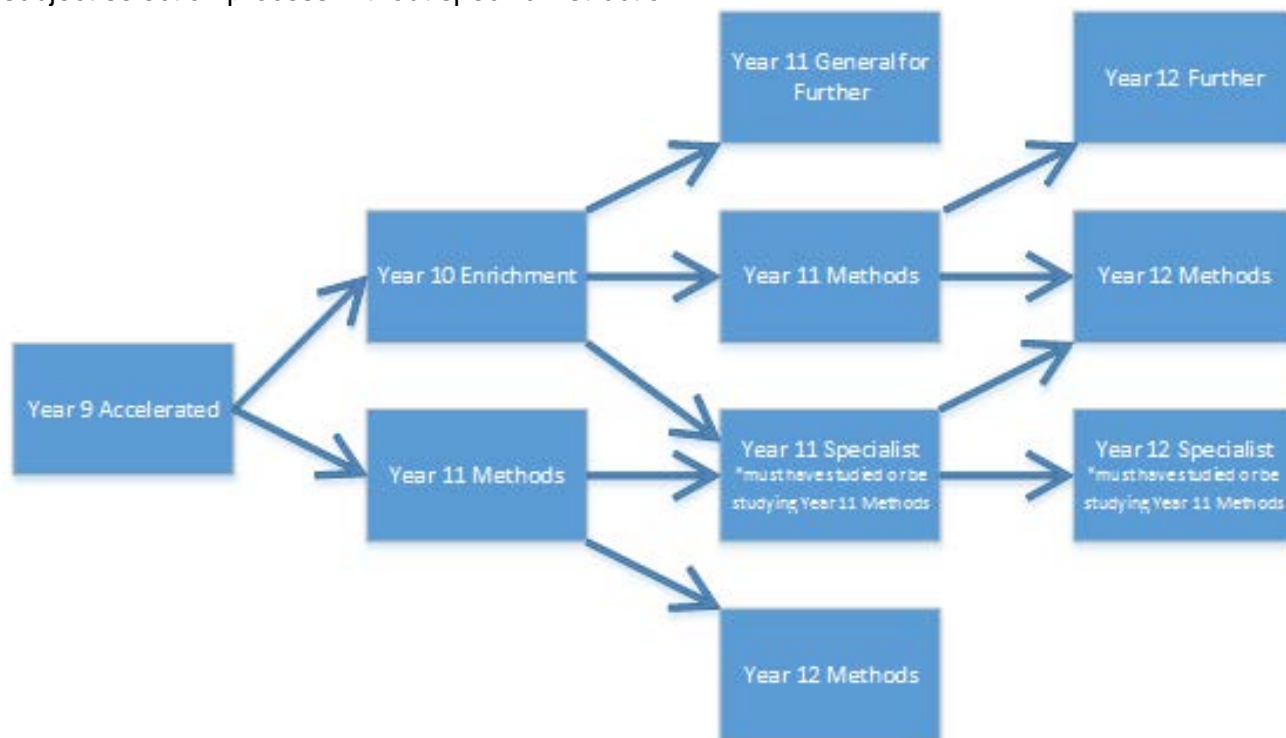 Year 11 General for
Further
Year 12 Further
Year 10 Enrichment
Year 11 Methods
Year 12 Methods
Year 9 Accelerated
Year 11 Methods
Year 11 Specialist
*must have studied or be
studying Year 11 Methods
Year 12 Specialist
*must have studied or be
studying Year 11 Methods
Year 12 Methods